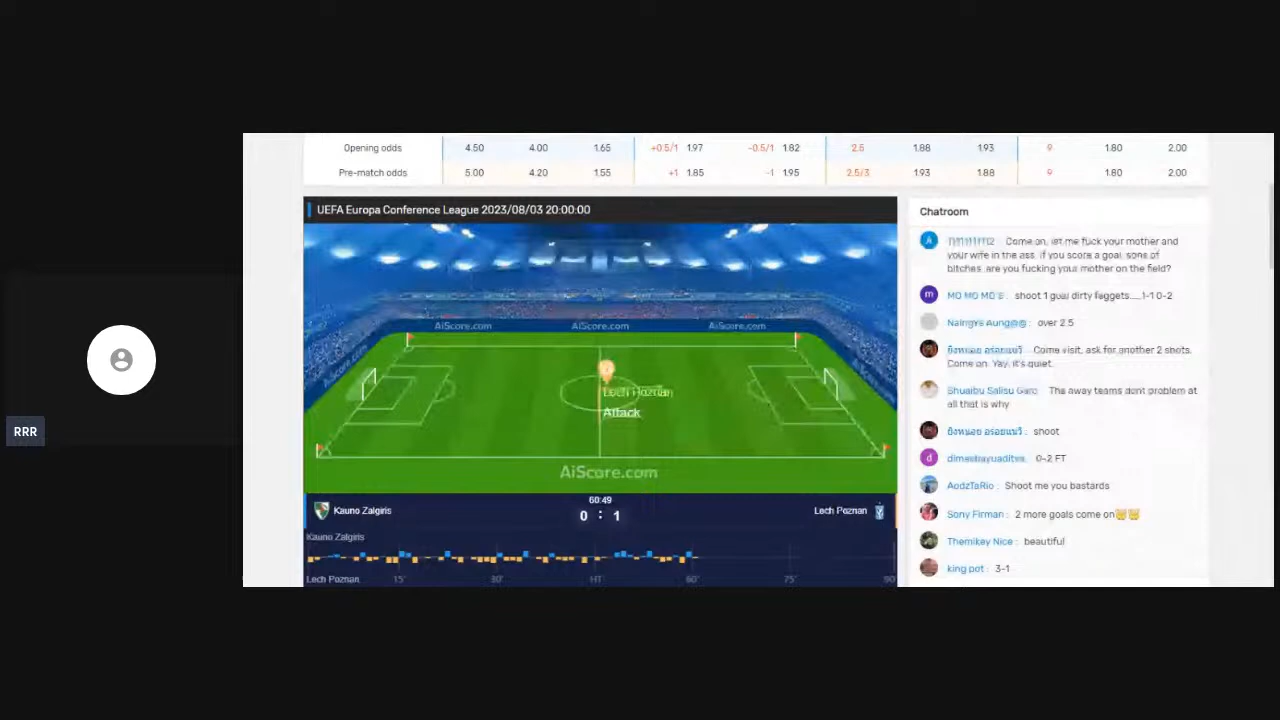 Opening odds 4.50 4.00 1.65 +0.5/1 1.97 -0.5/1 1.82 2.5 1.88 1.93 9 1.80 2.00
Pre-match odds 5.00 4.20 1.55 +1 1.85 -1 1.95 2.5/3 1.93 1.88 9 1.80 2.00
UEFA Europa Conference League 2023/08/03 20:00:00
AiScore.com AiScore.com AiScore.com
Lech Poznan
Attack
AiScore.com
60:49
Kauno Zalgiris 0 : 1 Lech Poznan
Kauno Zalgiris
Lech Poznan 15' 30' HT 60' 75' 90'
Chatroom
A Come on, let me fuck your mother and
your wife in the ass. if you score a goal, sons of
bitches. are you fucking your mother on the field?
m MO MO MO'S : shoot 1 goal dirty faggets.....1-1 0-2
Naingye Aung@@ : over 2.5
Come visit, ask for another 2 shots.
Come on. Yay, it's quiet.
Shuaibu Salisu Garo The away teams dont problem at
all that is why
shoot
d 0-2 FT
AodzTaRio : Shoot me you bastards
Sony Firman : 2 more goals come on
Themikey Nice : beautiful
king pot : 3-1
RRR